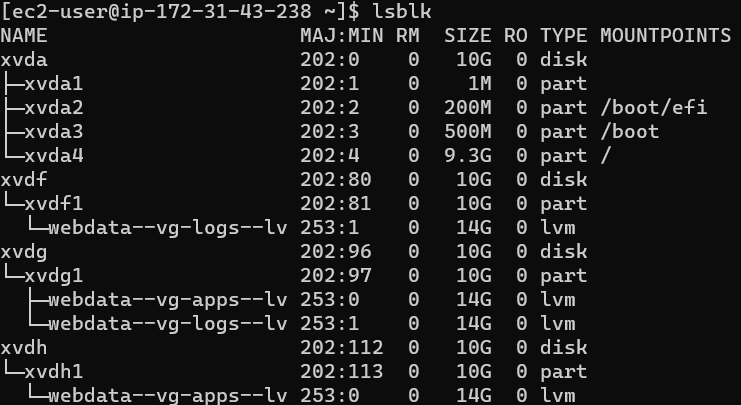 [ec2-user@ip-172-31-43-238 ~]$ lsblk
NAME                      MAJ:MIN RM  SIZE RO TYPE MOUNTPOINTS
xvda                      202:0    0   10G  0 disk
├─xvda1                   202:1    0    1M  0 part
├─xvda2                   202:2    0  200M  0 part /boot/efi
├─xvda3                   202:3    0  500M  0 part /boot
└─xvda4                   202:4    0  9.3G  0 part /
xvdf                      202:80   0   10G  0 disk
└─xvdf1                   202:81   0   10G  0 part
  └─webdata--vg-logs--lv 253:1    0   14G  0 lvm
xvdg                      202:96   0   10G  0 disk
└─xvdg1                   202:97   0   10G  0 part
  ├─webdata--vg-apps--lv 253:0    0   14G  0 lvm
  └─webdata--vg-logs--lv 253:1    0   14G  0 lvm
xvdh                      202:112  0   10G  0 disk
└─xvdh1                   202:113  0   10G  0 part
  └─webdata--vg-apps--lv 253:0    0   14G  0 lvm